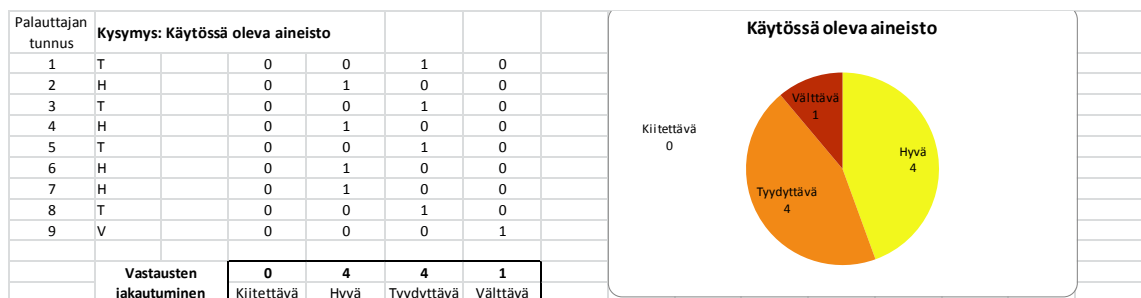 Palauttajan tunnus Kysymys: Käytössä oleva aineisto
1 T 0 0 1 0
2 H 0 1 0 0
3 T 0 0 1 0
4 H 0 1 0 0
5 T 0 0 1 0
6 H 0 1 0 0
7 H 0 1 0 0
8 T 0 0 1 0
9 V 0 0 0 1
Vastausten 0 4 4 1
jakautuminen Kiitettävä Hyvä Tyydyttävä Välttävä
Käytössä oleva aineisto
Välttävä
1
Kiitettävä
0
Hyvä
4
Tyydyttävä
4